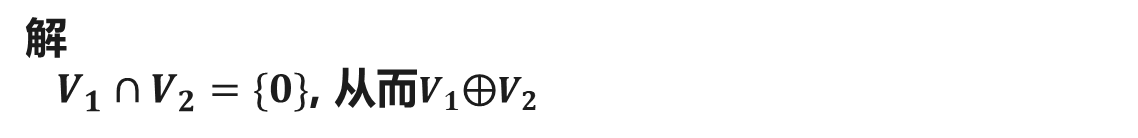 解
V₁ ∩ V₂ = {0}, 从而V₁⊕V₂